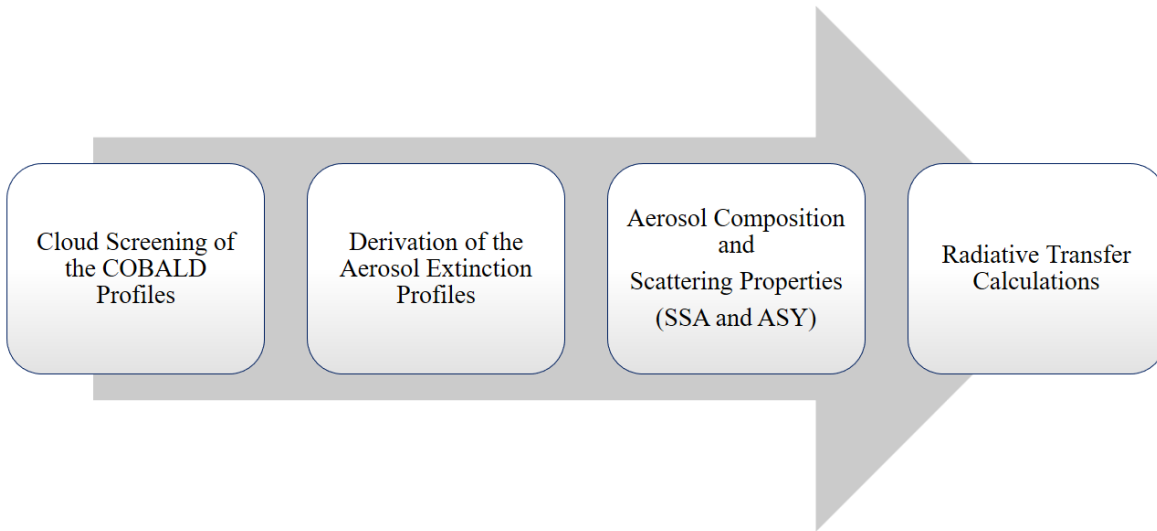 Cloud Screening of
the COBALD
Profiles
Derivation of the
Aerosol Extinction
Profiles
Aerosol Composition
and
Scattering Properties
(SSA and ASY)
Radiative Transfer
Calculations